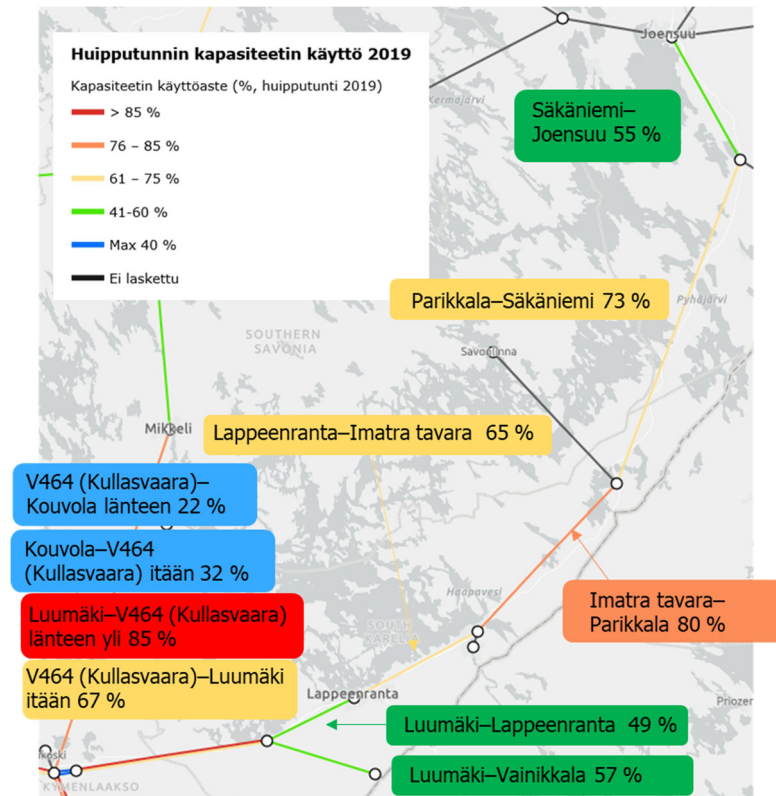 Huipputunnin kapasiteetin käyttö 2019
Kapasiteetin käyttöaste (%, huipputunti 2019)
> 85 %
76 – 85 %
61 – 75 %
41-60 %
Max 40 %
Ei laskettu
Joensuu
Kermajärvi
Säkäniemi–
Joensuu 55 %
Parikkala–Säkäniemi 73 %
Pyhäjärvi
SOUTHERN
SAVONIA
Savonlinna
Mikkeli
Lappeenranta–Imatra tavara 65 %
V464 (Kullasvaara)–
Kouvola länteen 22 %
Kouvola–V464
(Kullasvaara) itään 32 %
Luumäki–V464 (Kullasvaara)
länteen yli 85 %
V464 (Kullasvaara)–Luumäki
itään 67 %
Haapavesi
Imatra tavara–
Parikkala 80 %
SOUTH
KARELIA
Lappeenranta
Priozer
Luumäki–Lappeenranta 49 %
Luumäki–Vainikkala 57 %
KYMENLAAKSO